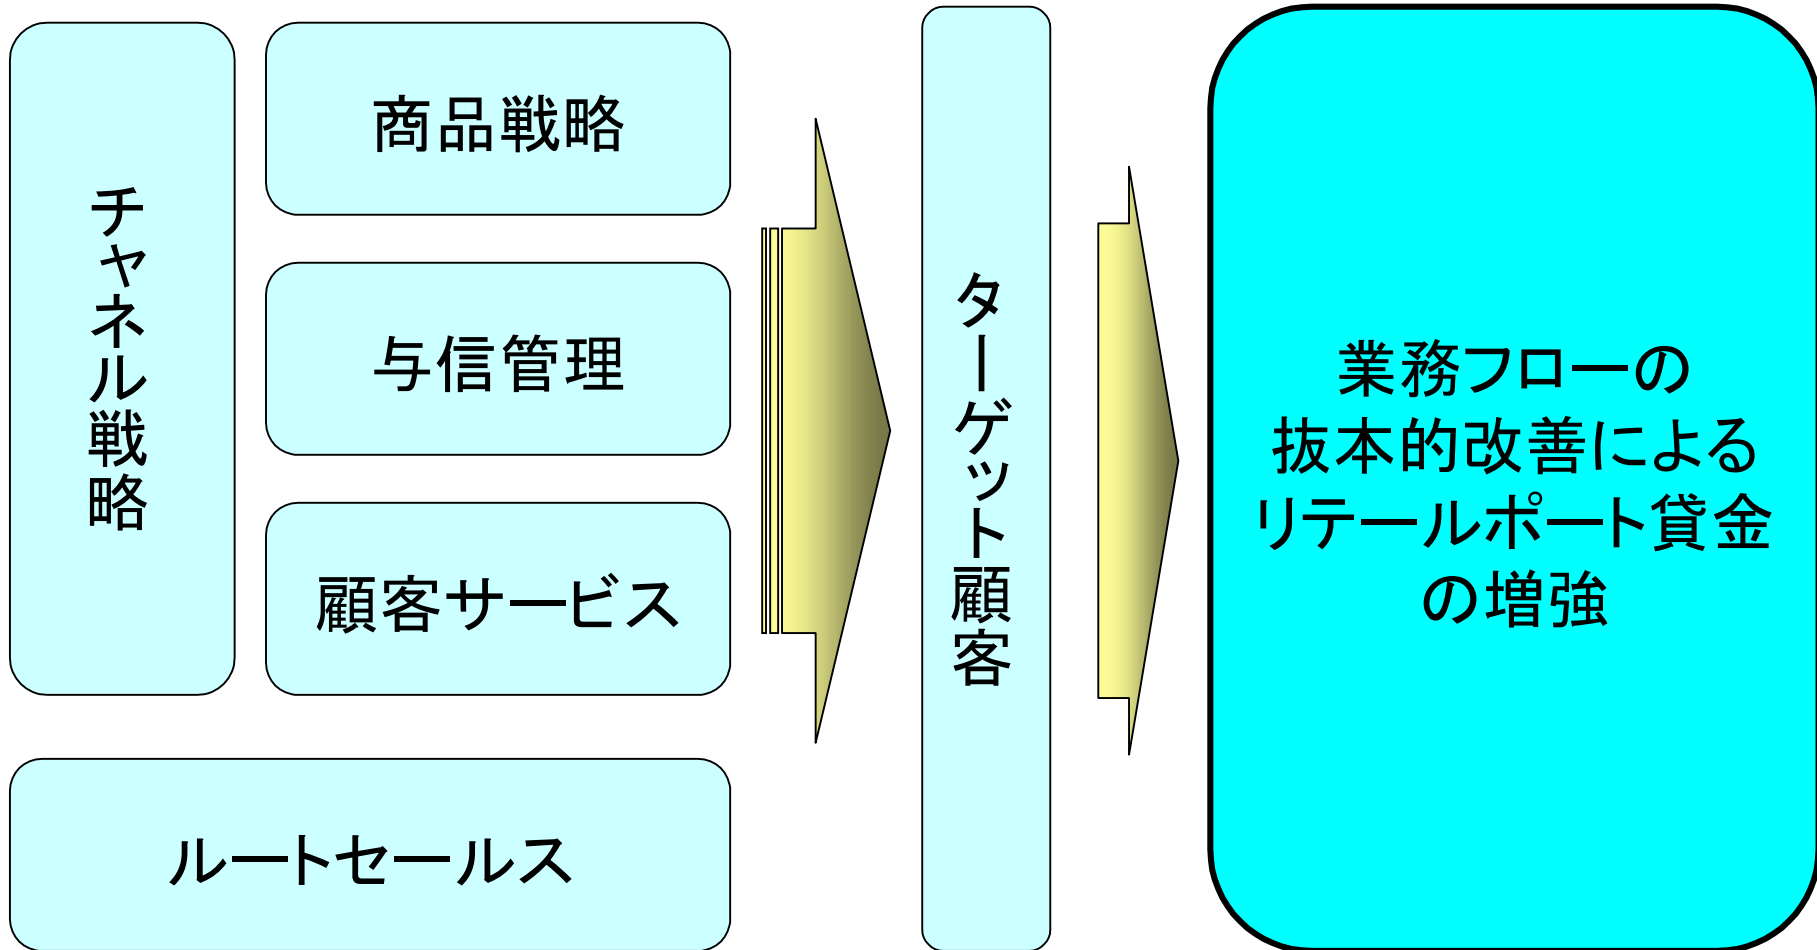 チャネル戦略
商品戦略
与信管理
顧客サービス
ルートセールス
ターゲット顧客
業務フローの
抜本的改善による
リテールポート貸金
の増強